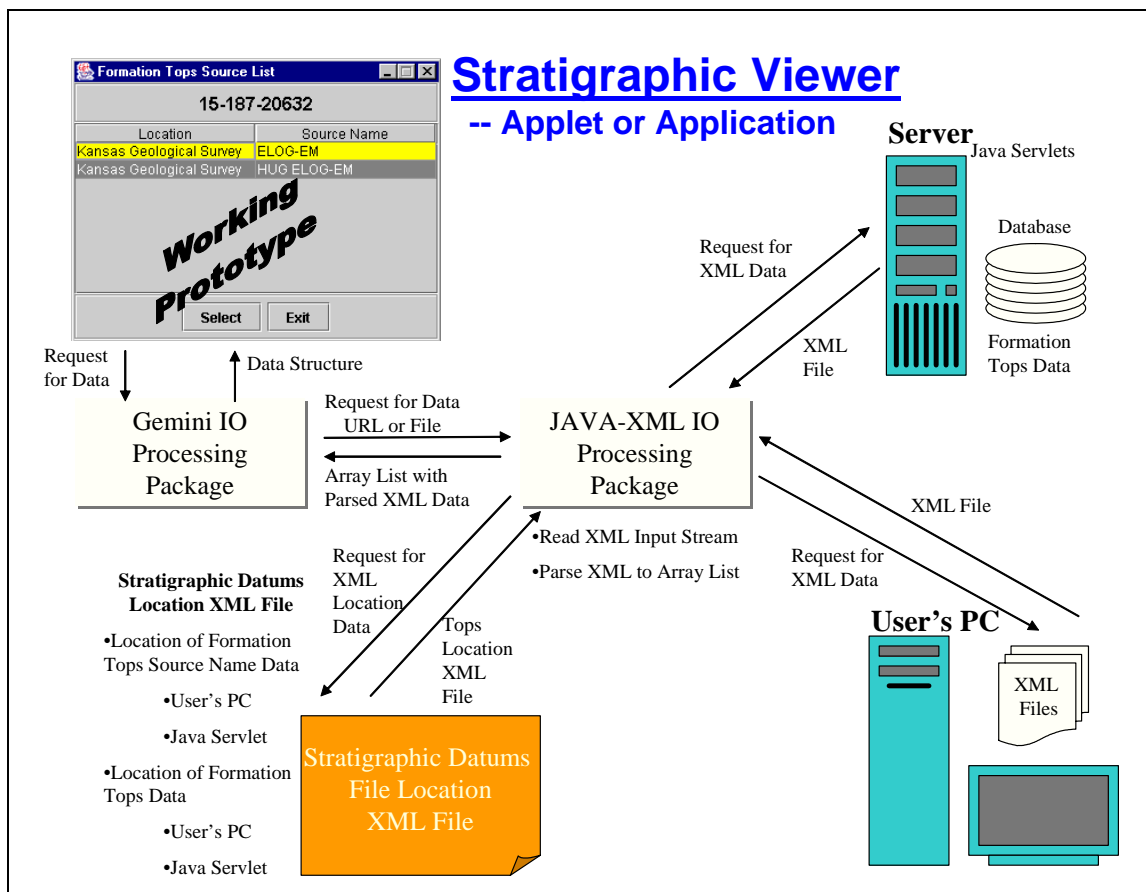 Formation Tops Source List
15-187-20632
Location Source Name
Kansas Geological Survey ELOG-EM
Kansas Geological Survey HUG ELOG-EM
Working
Prototype
Select Exit
Stratigraphic Viewer
-- Applet or Application
Server
Java Servlets
Database
Formation
Tops Data
Request for
XML Data
XML
File
Request
for Data
Data Structure
Gemini IO
Processing
Package
Request for Data
URL or File
Array List with
Parsed XML Data
JAVA-XML IO
Processing
Package
•Read XML Input Stream
•Parse XML to Array List
XML File
Request for
XML Data
Request for
XML
Location
Data
Tops
Location
XML
File
Stratigraphic Datums
Location XML File
•Location of Formation
Tops Source Name Data
•User’s PC
•Java Servlet
•Location of Formation
Tops Data
•User’s PC
•Java Servlet
Stratigraphic Datums
File Location
XML File
User's PC
XML
Files